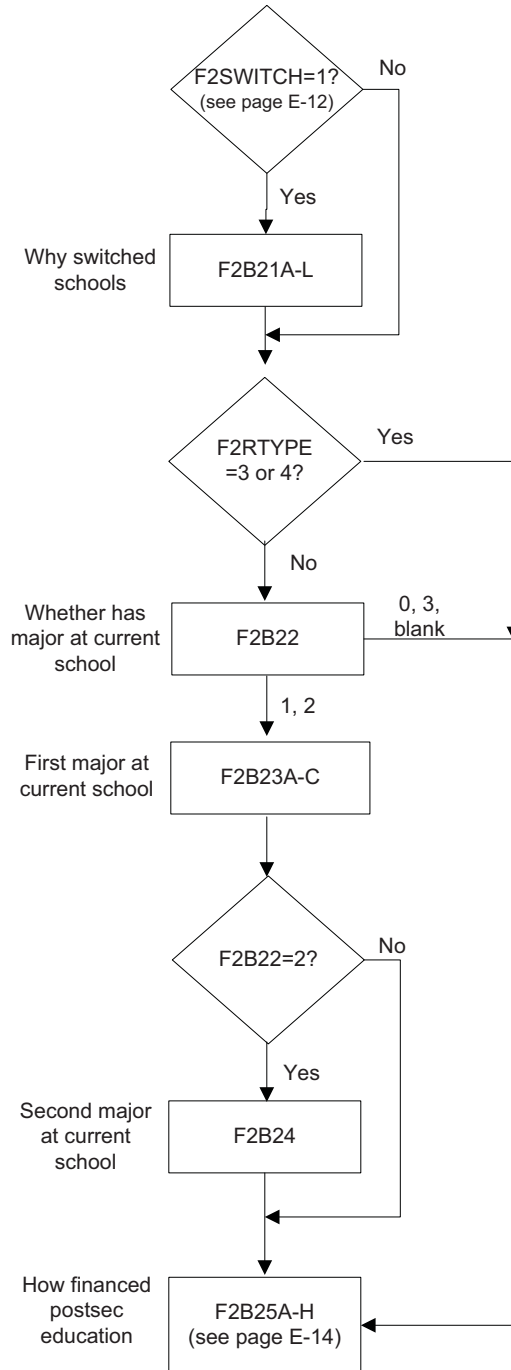 F2SWITCH=1?
(see page E-12)
No
Yes
Why switched
schools
F2B21A-L
F2RTYPE
=3 or 4?
Yes
No
Whether has
major at current
school
F2B22
0, 3,
blank
1, 2
First major at
current school
F2B23A-C
F2B22=2?
No
Yes
Second major
at current
school
F2B24
How financed
postsec
education
F2B25A-H
(see page E-14)